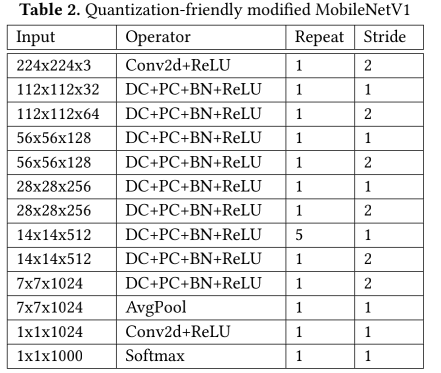 Table 2. Quantization-friendly modified MobileNetV1
Input Operator Repeat Stride
224x224x3 Conv2d+ReLU 1 2
112x112x32 DC+PC+BN+ReLU 1 1
112x112x64 DC+PC+BN+ReLU 1 2
56x56x128 DC+PC+BN+ReLU 1 1
56x56x128 DC+PC+BN+ReLU 1 2
28x28x256 DC+PC+BN+ReLU 1 1
28x28x256 DC+PC+BN+ReLU 1 2
14x14x512 DC+PC+BN+ReLU 5 1
14x14x512 DC+PC+BN+ReLU 1 2
7x7x1024 DC+PC+BN+ReLU 1 2
7x7x1024 AvgPool 1 1
1x1x1024 Conv2d+ReLU 1 1
1x1x1000 Softmax 1 1